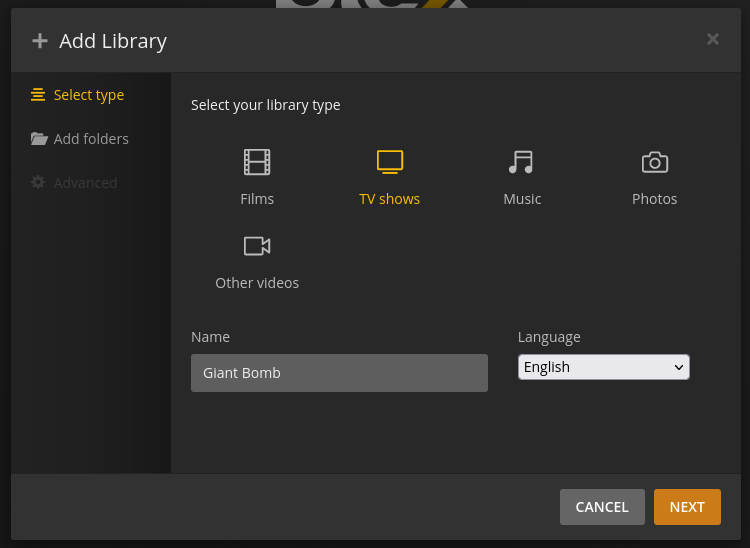 Add Library
Select type
Add folders
Advanced
Select your library type
Films
TV shows
Music
Photos
Other videos
Name
Language
Giant Bomb
English
CANCEL
NEXT